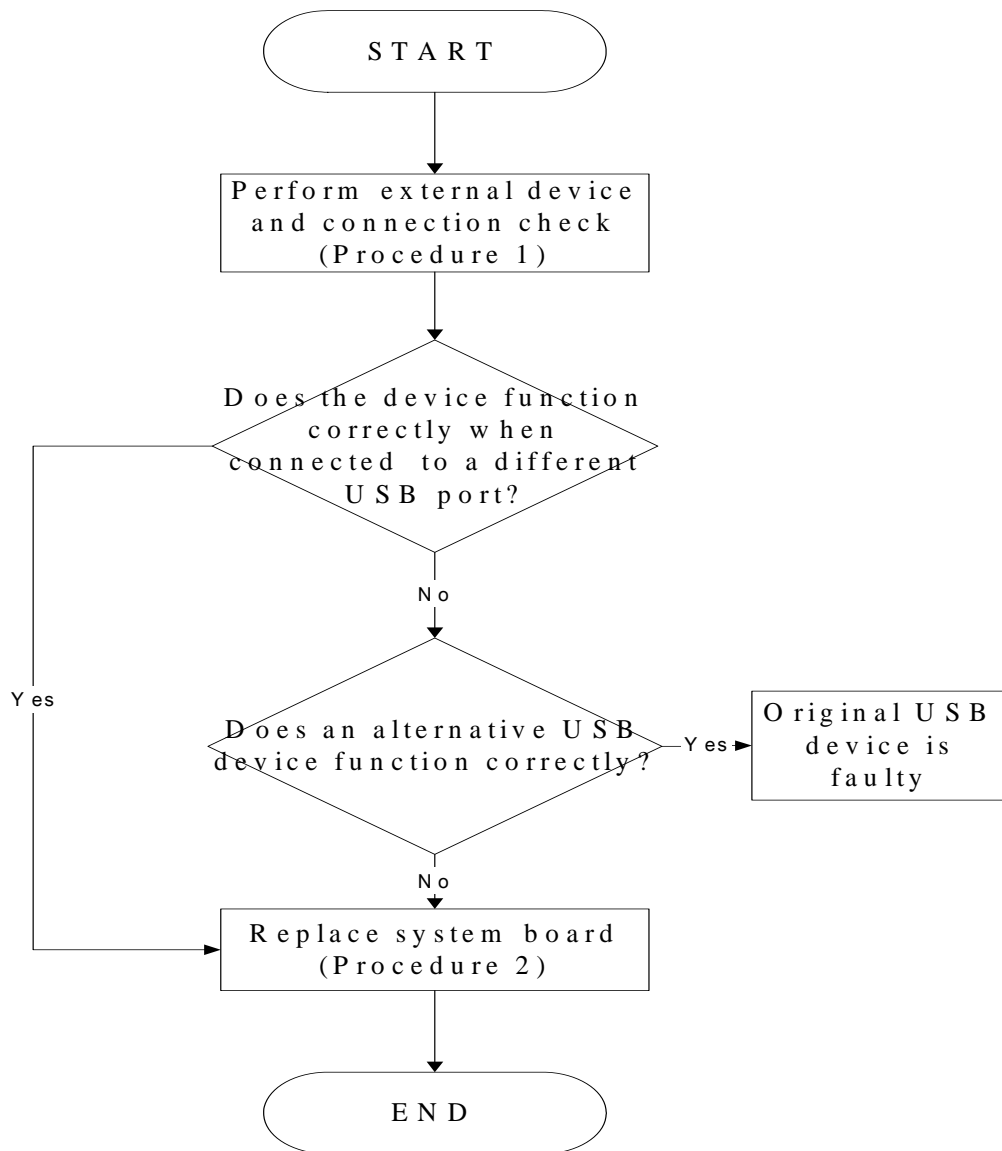 START
Perform external device
and connection check
(Procedure 1)
Does the device function
correctly when
connected to a different
USB port?
No
Yes
Does an alternative USB
device function correctly?
Yes
Original USB
device is
faulty
No
Replace system board
(Procedure 2)
END